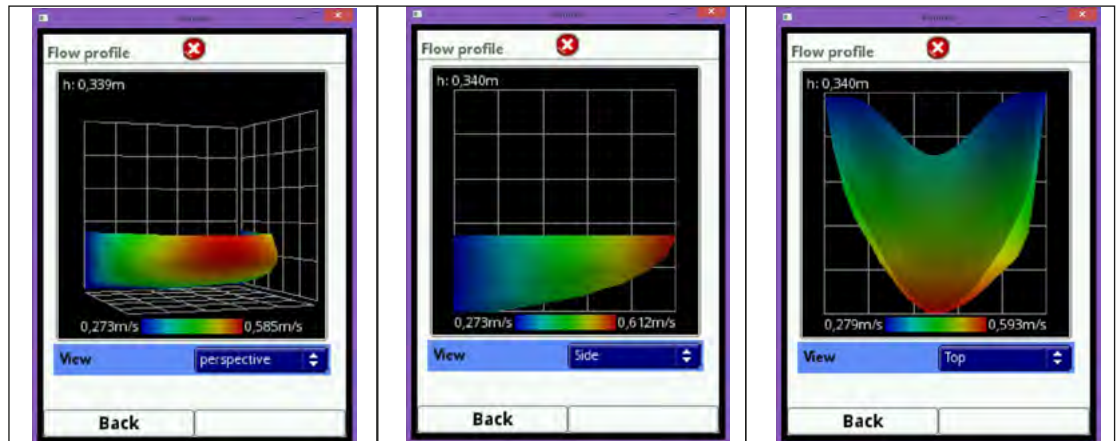 Flow profile
h: 0,339m
0,273m/s 0,585m/s
View perspective
Back
Flow profile
h: 0,340m
0,273m/s 0,612m/s
View Side
Back
Flow profile
h: 0,340m
0,279m/s 0,593m/s
View Top
Back